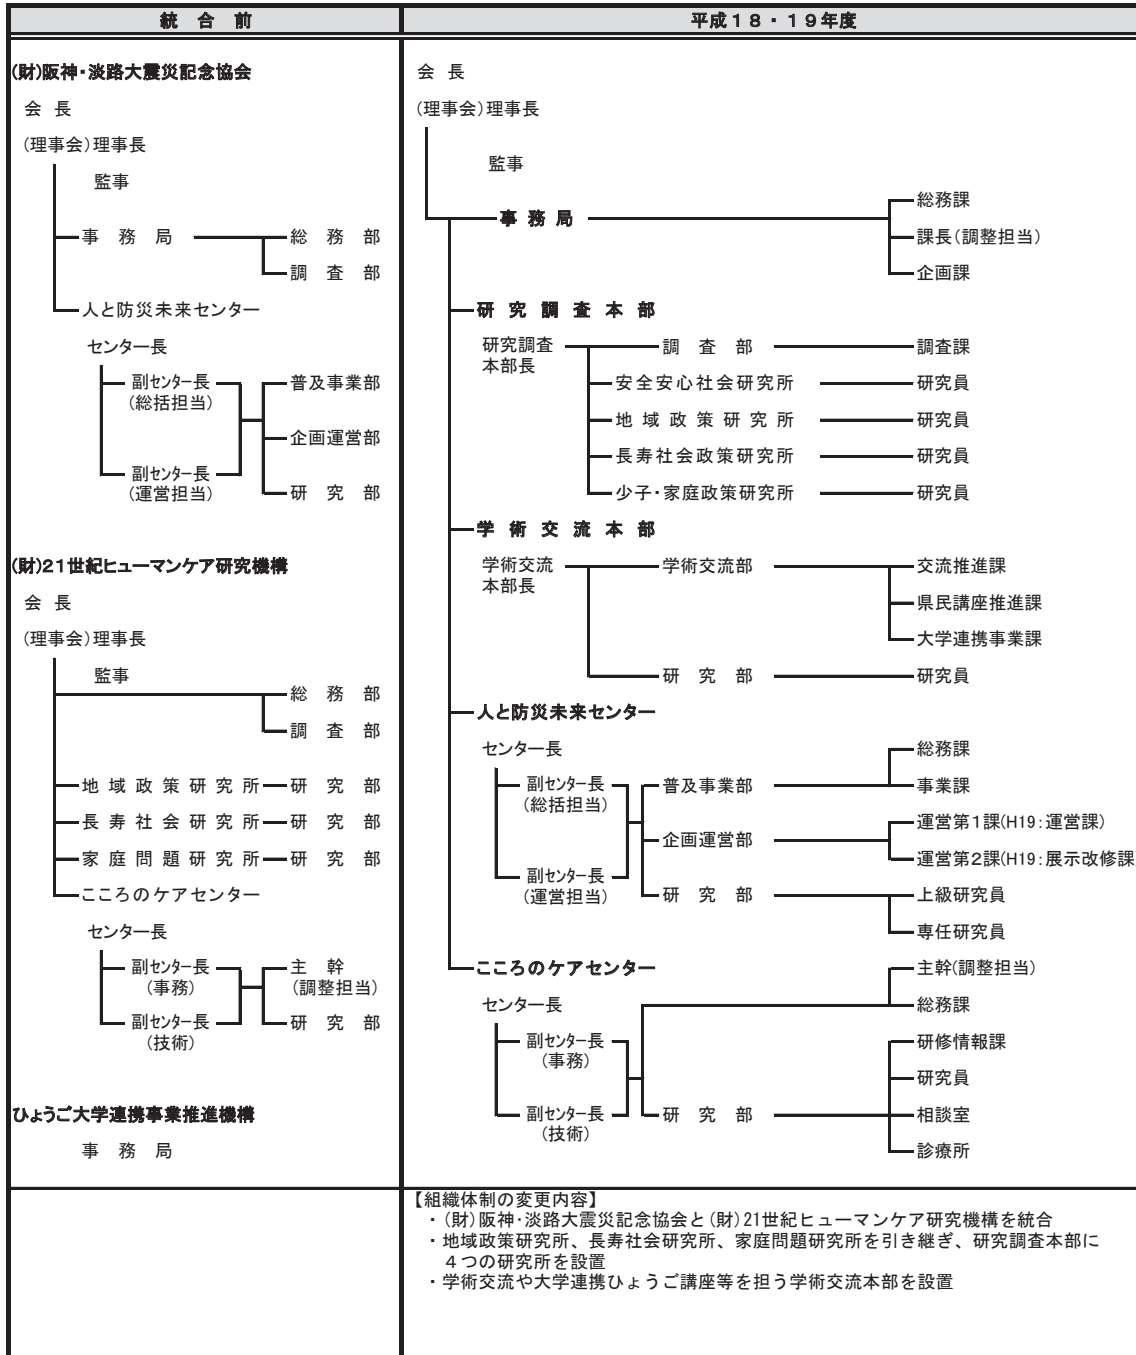 統 合 前
平成18・19年度
(財)阪神・淡路大震災記念協会
会 長
(理事会)理事長
監事
事 務 局
総 務 部
調 査 部
人と防災未来センター
センター長
副センター長
(総括担当)
普及事業部
企画運営部
副センター長
(運営担当)
研 究 部
(財)21世紀ヒューマンケア研究機構
会 長
(理事会)理事長
監事
総 務 部
調 査 部
地 域 政 策 研 究 所
研 究 部
長 寿 社 会 研 究 所
研 究 部
家 庭 問 題 研 究 所
研 究 部
こころのケアセンター
センター長
副センター長
(事務)
主 幹
(調整担当)
副センター長
(技術)
研 究 部
ひょうご大学連携事業推進機構
事 務 局
会 長
(理事会)理事長
監事
事 務 局
総務課
課長(調整担当)
企画課
研 究 調 査 本 部
研究調査
本部長
調 査 部
調査課
安全安心社会研究所
研究員
地 域 政 策 研 究 所
研究員
長寿社会政策研究所
研究員
少子・家庭政策研究所
研究員
学 術 交 流 本 部
学術交流
本部長
学術交流部
交流推進課
県民講座推進課
大学連携事業課
研 究 部
研究員
人と防災未来センター
センター長
副センター長
(総括担当)
普及事業部
総務課
事業課
企画運営部
運営第1課(H19:運営課)
運営第2課(H19:展示改修課)
副センター長
(運営担当)
研 究 部
上級研究員
専任研究員
こころのケアセンター
主幹(調整担当)
総務課
センター長
副センター長
(事務)
副センター長
(技術)
研 究 部
研修情報課
研究員
相談室
診療所
【組織体制の変更内容】
・(財)阪神・淡路大震災記念協会と(財)21世紀ヒューマンケア研究機構を統合
・地域政策研究所、長寿社会研究所、家庭問題研究所を引き継ぎ、研究調査本部に
４つの研究所を設置
・学術交流や大学連携ひょうご講座等を担う学術交流本部を設置